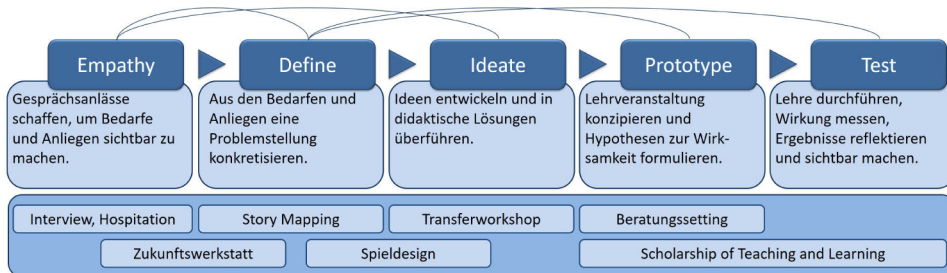 Empathy
Define
Ideate
Prototype
Test
Gesprächsanlässe
schaffen, um Bedarfe
und Anliegen sichtbar zu
machen.
Aus den Bedarfen und
Anliegen eine
Problemstellung
konkretisieren.
Ideen entwickeln und in
didaktische Lösungen
überführen.
Lehrveranstaltung
konzipieren und
Hypothesen zur Wirk-
samkeit formulieren.
Lehre durchführen,
Wirkung messen,
Ergebnisse reflektieren
und sichtbar machen.
Interview, Hospitation
Story Mapping
Transferworkshop
Beratungssetting
Zukunftswerkstatt
Spieldesign
Scholarship of Teaching and Learning